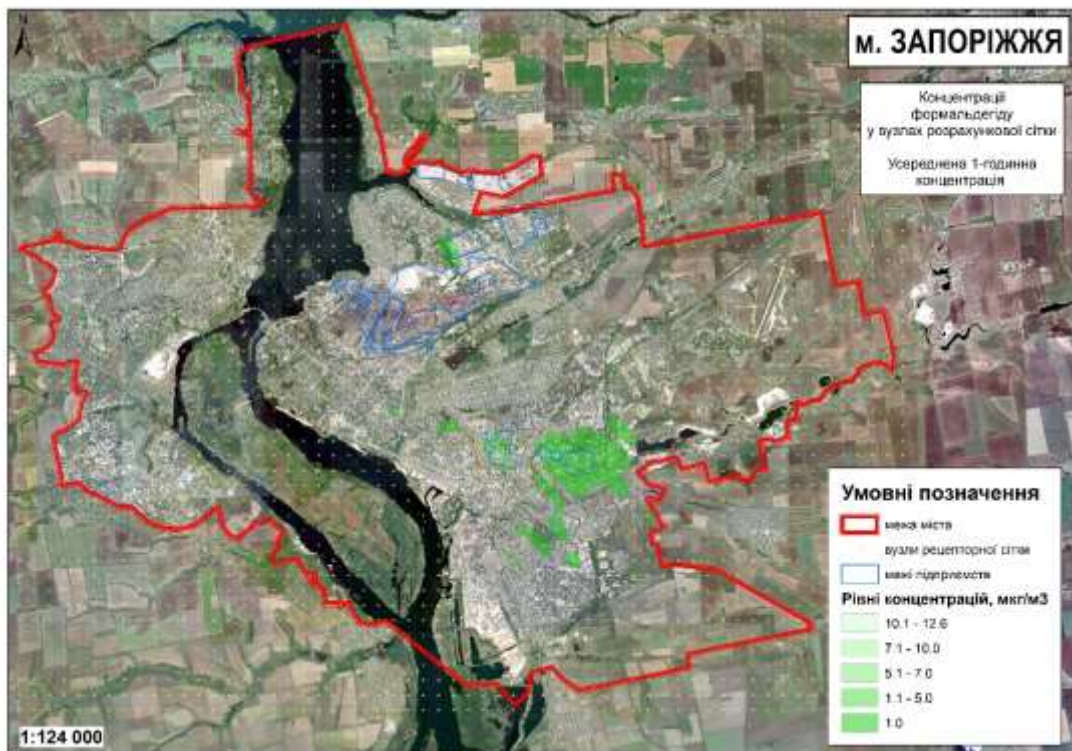 м. ЗАПОРІЖЖЯ
Концентрації
формальдегіду
у вузлах розрахункової сітки
Усереднена 1-годинна
концентрація
Умовні позначення
межа міста
вузли рецепторної сітки
межі підприємств
Рівні концентрацій, мкг/м3
10.1 - 12.6
7.1 - 10.0
5.1 - 7.0
1.1 - 5.0
1.0
1:124 000